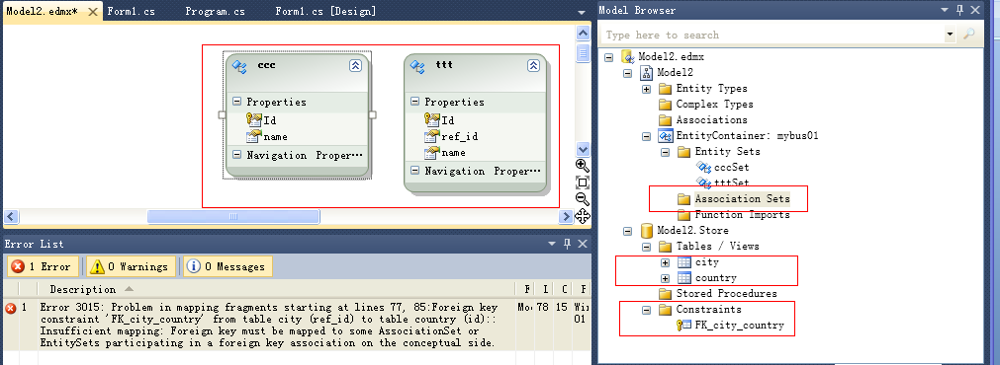 Model2.edmx*
Form1.cs
Program.cs
Form1.cs [Design]
ccc
Properties
Id
name
Navigation Proper…
ttt
Properties
Id
ref_id
name
Navigation Proper…
Error List
1 Error
0 Warnings
0 Messages
Description
F
L
C
F
1
Error 3015: Problem in mapping fragments starting at lines 77, 85:Foreign key
constraint 'FK_city_country' from table city (ref_id) to table country (id)::
Insufficient mapping: Foreign key must be mapped to some AssociationSet or
EntitySets participating in a foreign key association on the conceptual side.
Mo
78
15
Wi
01
Model Browser
Type here to search
Model2.edmx
Model2
Entity Types
Complex Types
Associations
EntityContainer: mybus01
Entity Sets
cccSet
tttSet
Association Sets
Function Imports
Model2.Store
Tables / Views
city
country
Stored Procedures
Constraints
FK_city_country